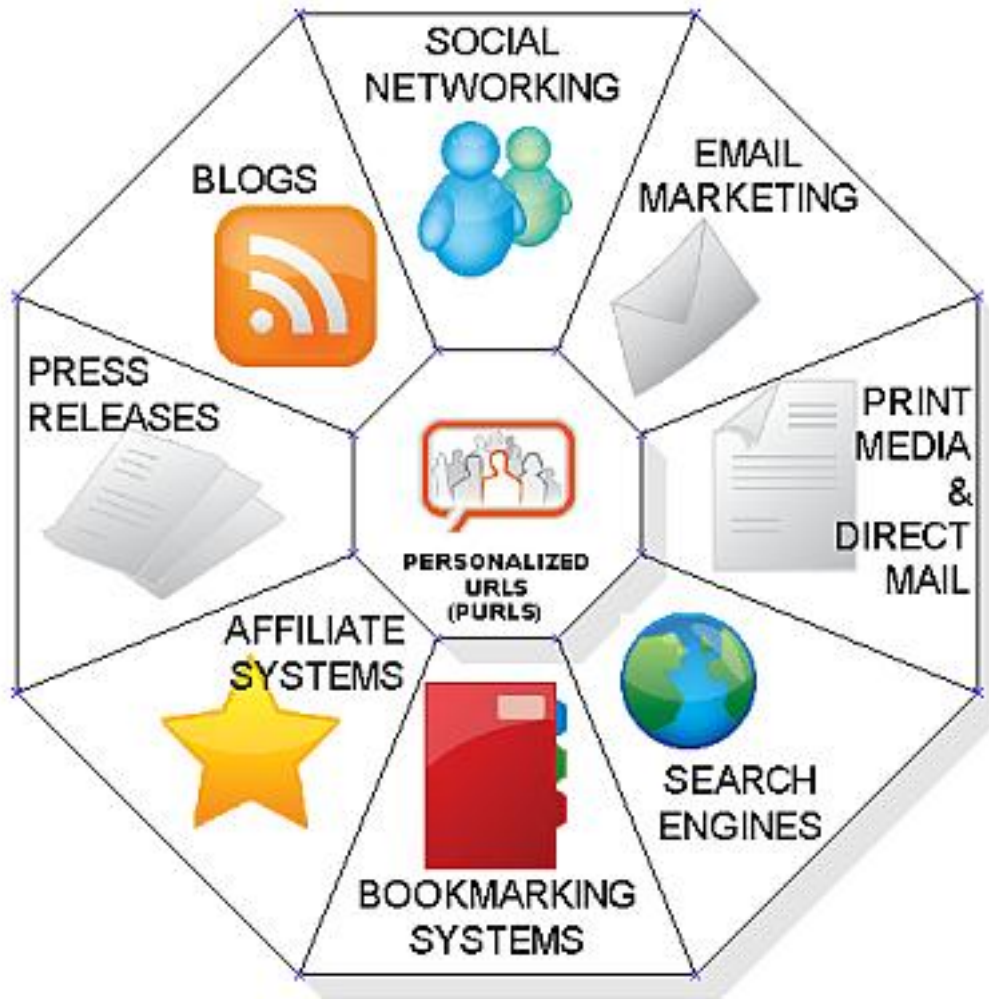 SOCIAL
NETWORKING
EMAIL
MARKETING
PRINT
MEDIA
&
DIRECT
MAIL
SEARCH
ENGINES
BOOKMARKING
SYSTEMS
AFFILIATE
SYSTEMS
PRESS
RELEASES
BLOGS
PERSONALIZED
URLS
(PURLS)